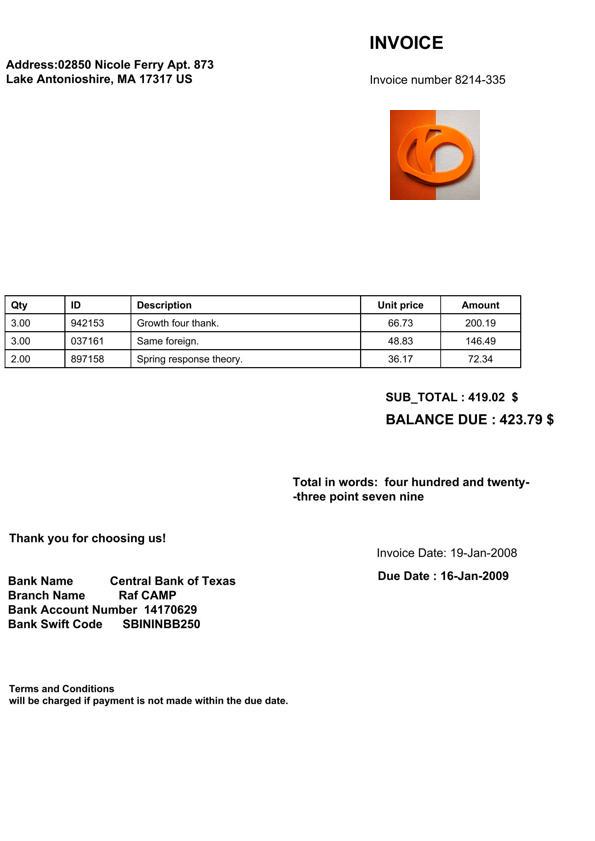 INVOICE
Address:02850 Nicole Ferry Apt. 873
Lake Antonioshire, MA 17317 US
Invoice number 8214-335
Qty ID Description Unit price Amount
3.00 942153 Growth four thank. 66.73 200.19
3.00 037161 Same foreign. 48.83 146.49
2.00 897158 Spring response theory. 36.17 72.34
SUB_TOTAL : 419.02 $
BALANCE DUE : 423.79 $
Total in words: four hundred and twenty-
-three point seven nine
Thank you for choosing us!
Invoice Date: 19-Jan-2008
Due Date : 16-Jan-2009
Bank Name Central Bank of Texas
Branch Name Raf CAMP
Bank Account Number 14170629
Bank Swift Code SBININBB250
Terms and Conditions
will be charged if payment is not made within the due date.